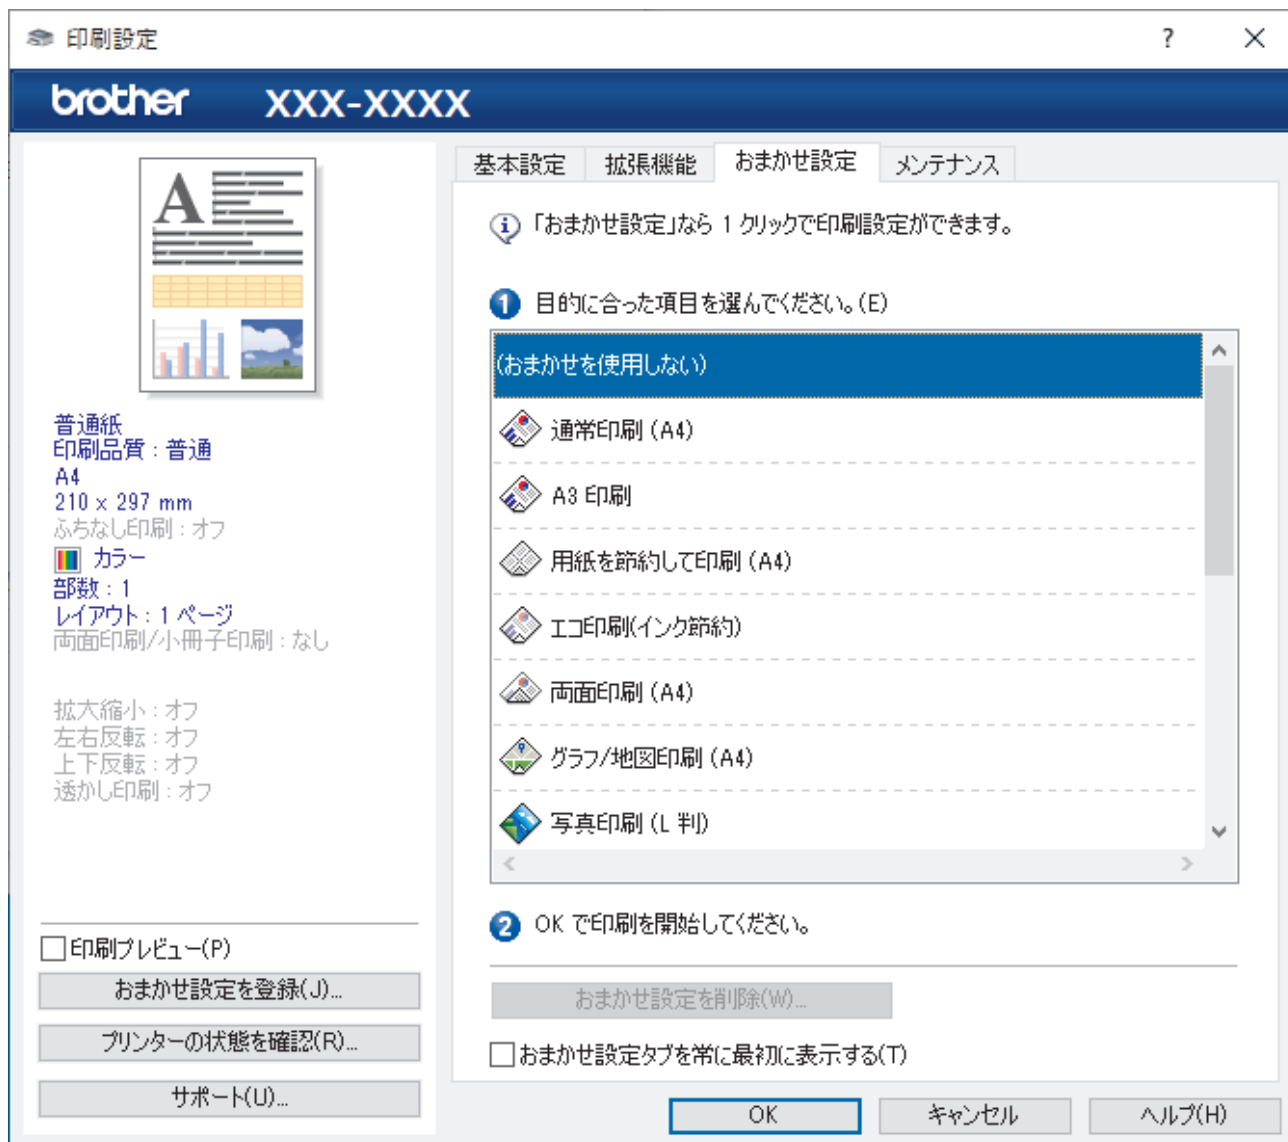 印刷設定
?
brother XXX-XXXX
A
普通紙
印刷品質 : 普通
A4
210 x 297 mm
ふちなし印刷 : オフ
カラー
部数 : 1
レイアウト : 1 ページ
両面印刷/小冊子印刷 : なし
拡大縮小 : オフ
左右反転 : オフ
上下反転 : オフ
透かし印刷 : オフ
印刷プレビュー(P)
おまかせ設定を登録(J)...
プリンターの状態を確認(R)...
サポート(U)...
基本設定 拡張機能 おまかせ設定 メンテナンス
「おまかせ設定」なら 1 クリックで印刷設定ができます。
1 目的に合った項目を選んでください。(E)
(おまかせを使用しない)
通常印刷 (A4)
A3 印刷
用紙を節約して印刷 (A4)
エコ印刷(インク節約)
両面印刷 (A4)
グラフ/地図印刷 (A4)
写真印刷 (L 判)
2 OK で印刷を開始してください。
おまかせ設定を削除(W)...
おまかせ設定タブを常に最初に表示する(T)
OK キャンセル ヘルプ(H)